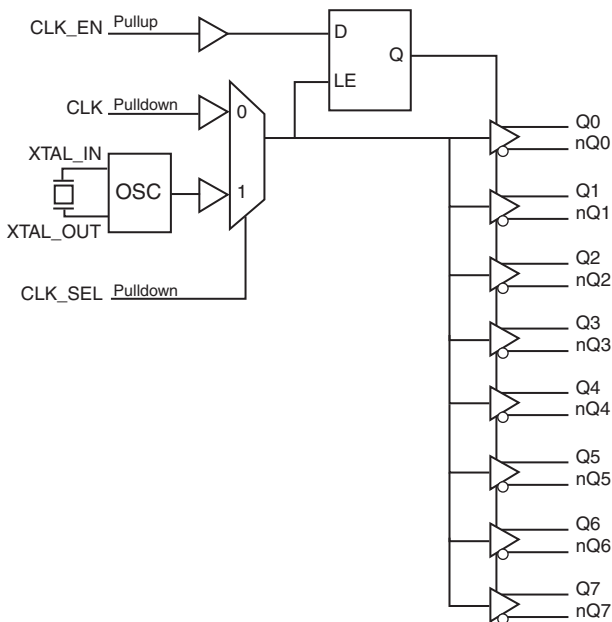 CLK_EN Pullup
D
Q
LE
CLK Pulldown
0
XTAL_IN
OSC
1
XTAL_OUT
CLK_SEL Pulldown
Q0
nQ0
Q1
nQ1
Q2
nQ2
Q3
nQ3
Q4
nQ4
Q5
nQ5
Q6
nQ6
Q7
nQ7